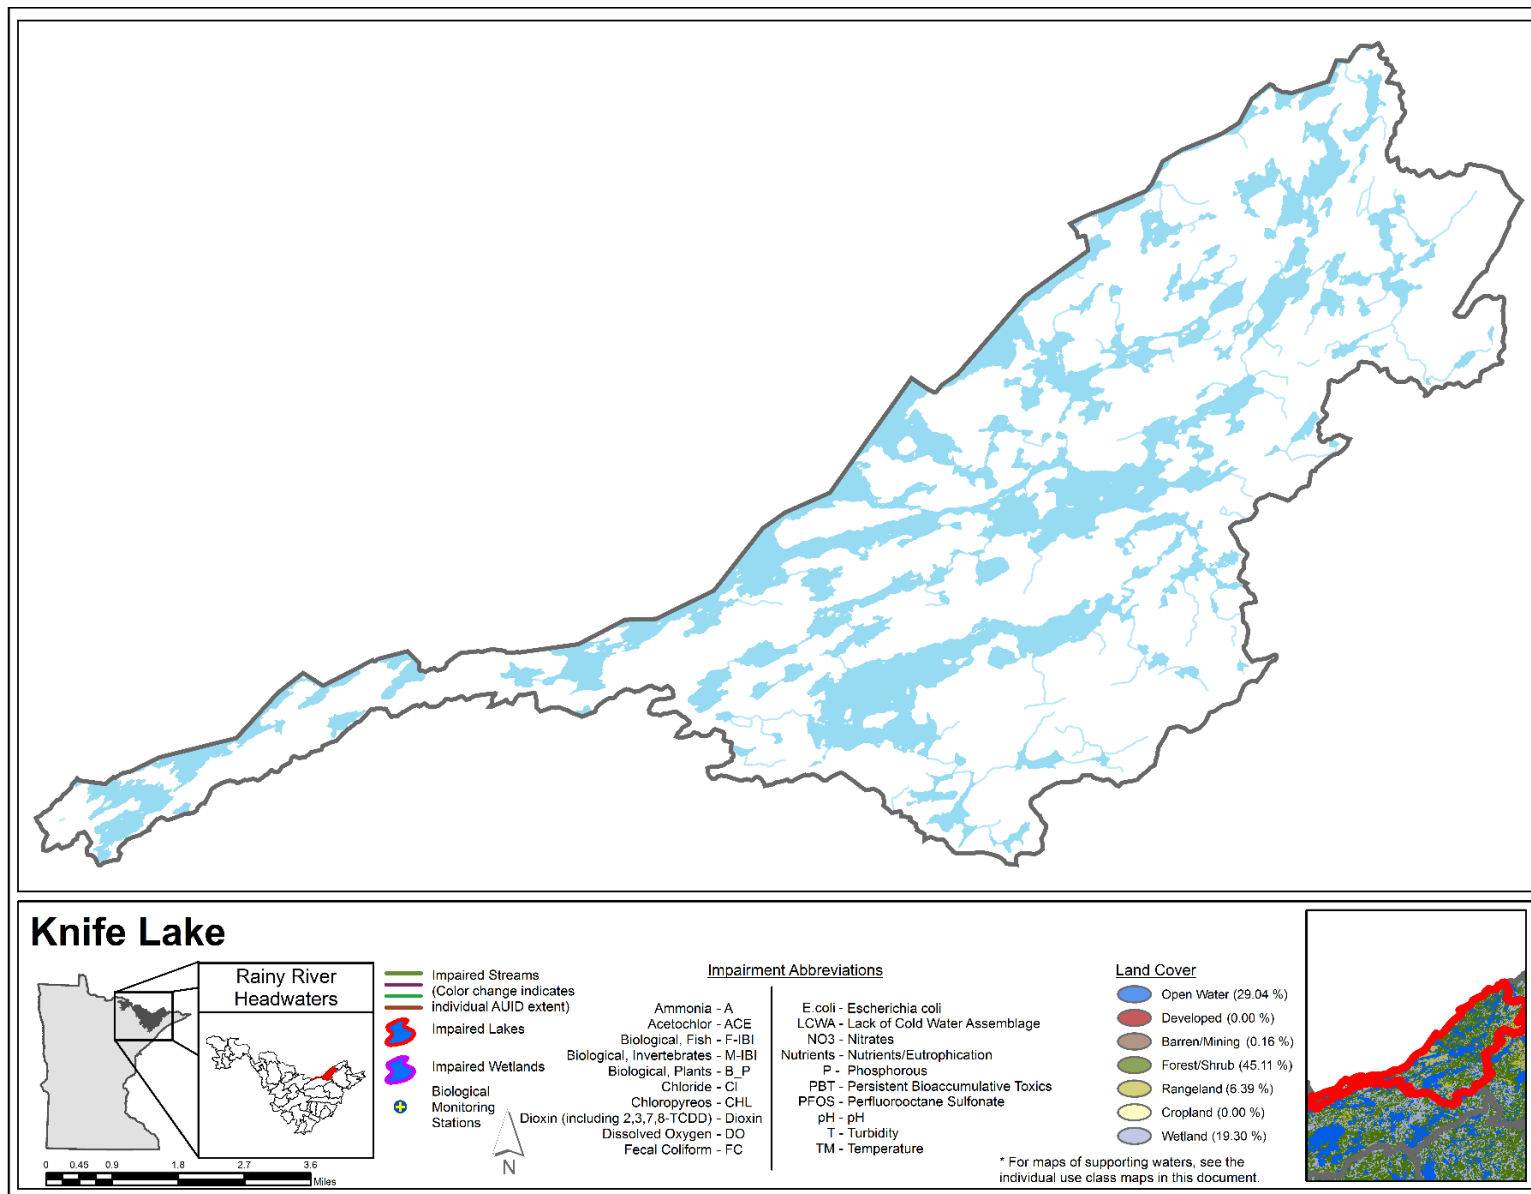 Knife Lake
Rainy River
Headwaters
0 0.45 0.9 1.8 2.7 3.6
Miles
Impaired Streams
(Color change indicates
individual AUID extent)
Impaired Lakes
Impaired Wetlands
Biological
Monitoring
Stations
N
Impairment Abbreviations
Ammonia - A
Acetochlor - ACE
Biological, Fish - F-IBI
Biological, Invertebrates - M-IBI
Biological, Plants - B_P
Chloride - Cl
Chloropyreos - CHL
Dioxin (including 2,3,7,8-TCDD) - Dioxin
Dissolved Oxygen - DO
Fecal Coliform - FC
E.coli - Escherichia coli
LCWA - Lack of Cold Water Assemblage
NO3 - Nitrates
Nutrients - Nutrients/Eutrophication
P - Phosphorous
PBT - Persistent Bioaccumulative Toxics
PFOS - Perfluorooctane Sulfonate
pH - pH
T - Turbidity
TM - Temperature
Land Cover
Open Water (29.04 %)
Developed (0.00 %)
Barren/Mining (0.16 %)
Forest/Shrub (45.11 %)
Rangeland (6.39 %)
Cropland (0.00 %)
Wetland (19.30 %)
* For maps of supporting waters, see the
individual use class maps in this document.